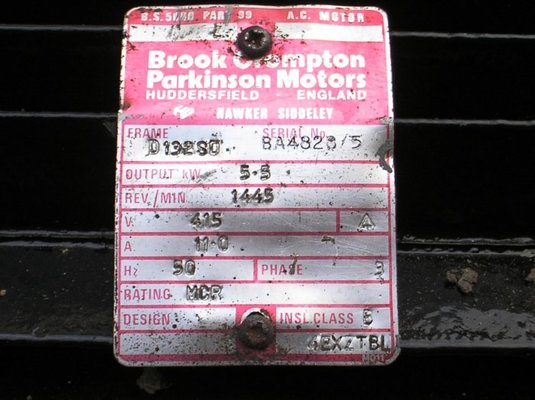 B.S. 5000 PART 99 A.C. MOTOR
Brook Crompton
Parkinson Motors
HUDDERSFIELD · ENGLAND
HAWKER SIDDELEY
FRAME SERIAL No.
D132SD BA4828/5
OUTPUT kW 5·5
REV/MIN 1445
V. 415 Δ
A. 11·0
Hz 50 PHASE 3
RATING MCR
DESIGN INSL.CLASS